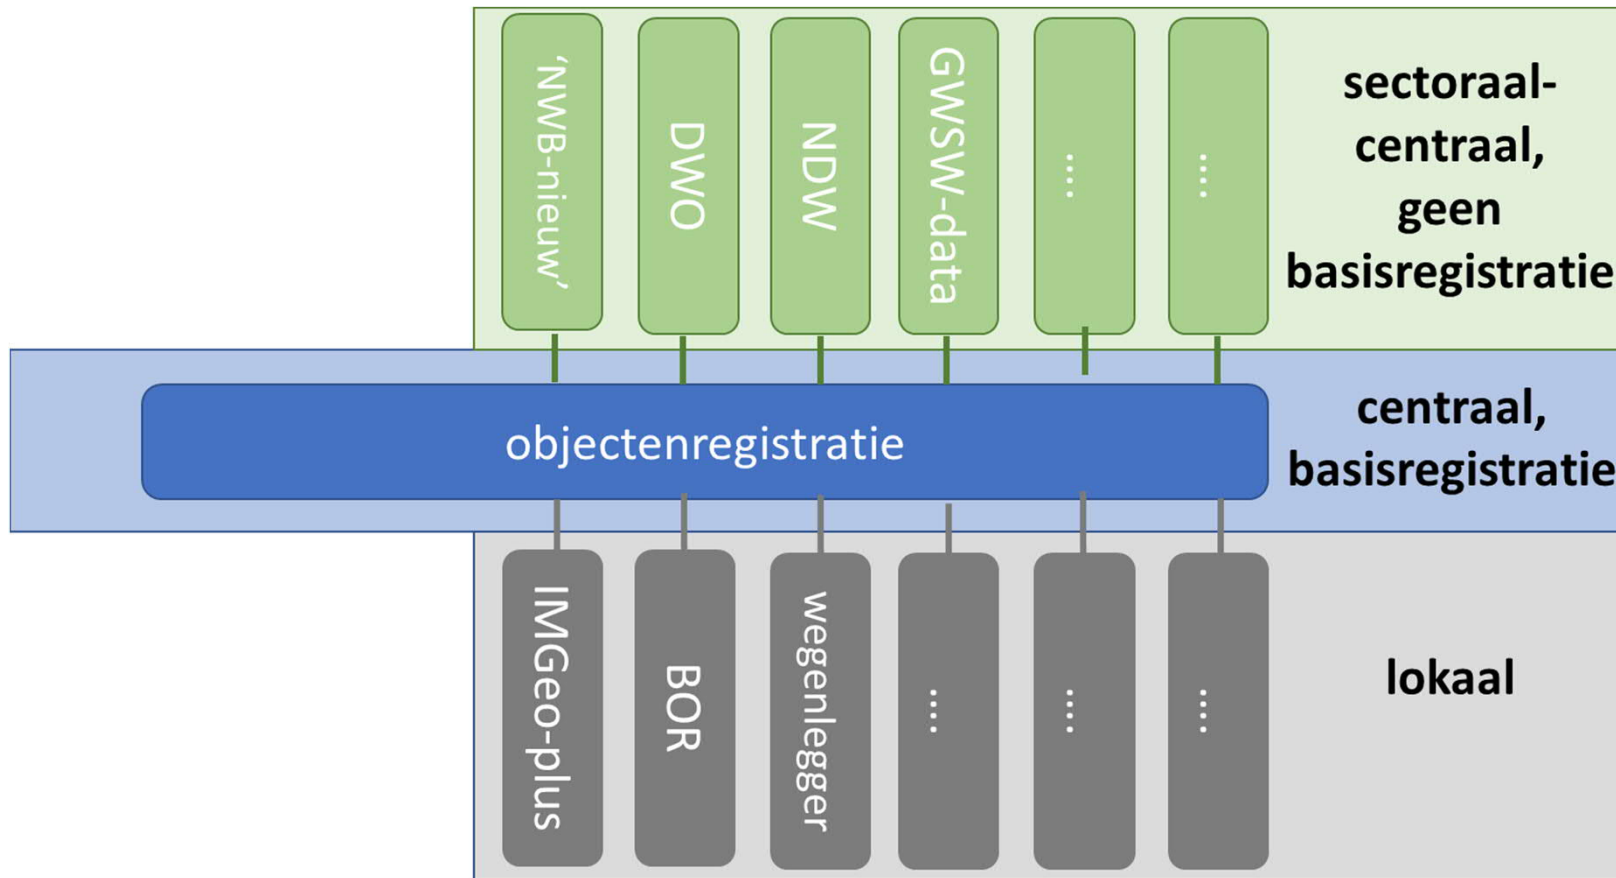 ‘NWB-nieuw’
DWO
NDW
GWSW-data
....
....
sectoraal-
centraal,
geen
basisregistratie
objectenregistratie
centraal,
basisregistratie
IMGeo-plus
BOR
wegenlegger
....
....
....
lokaal